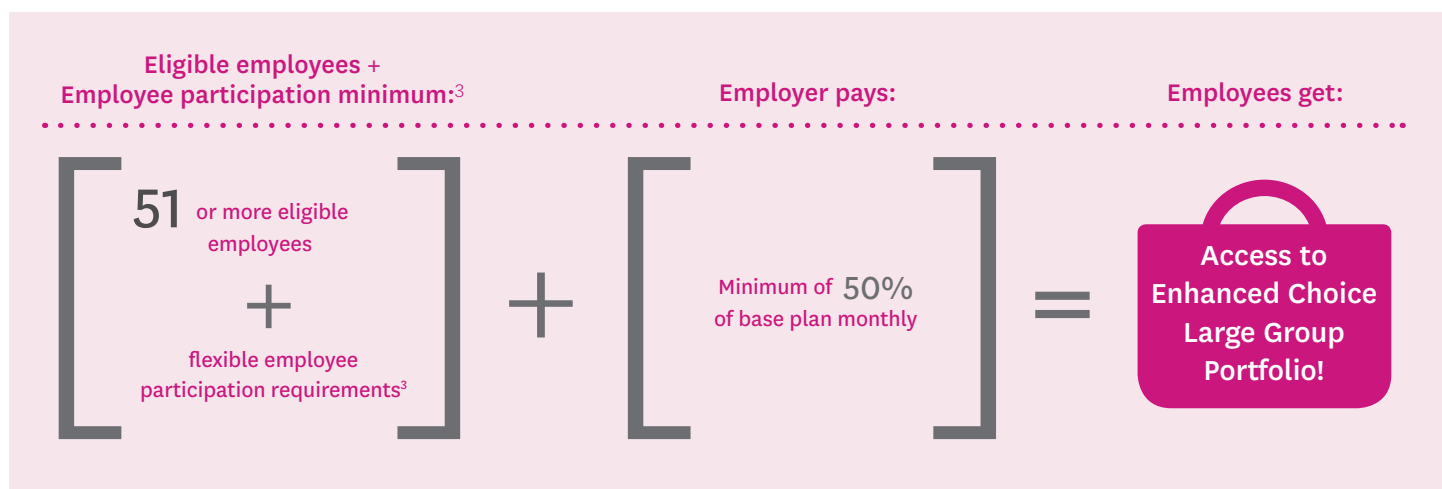 Eligible employees +
Employee participation minimum:³
Employer pays:
Employees get:
51 or more eligible
employees
+
flexible employee
participation requirements³
+
Minimum of 50%
of base plan monthly
=
Access to
Enhanced Choice
Large Group
Portfolio!